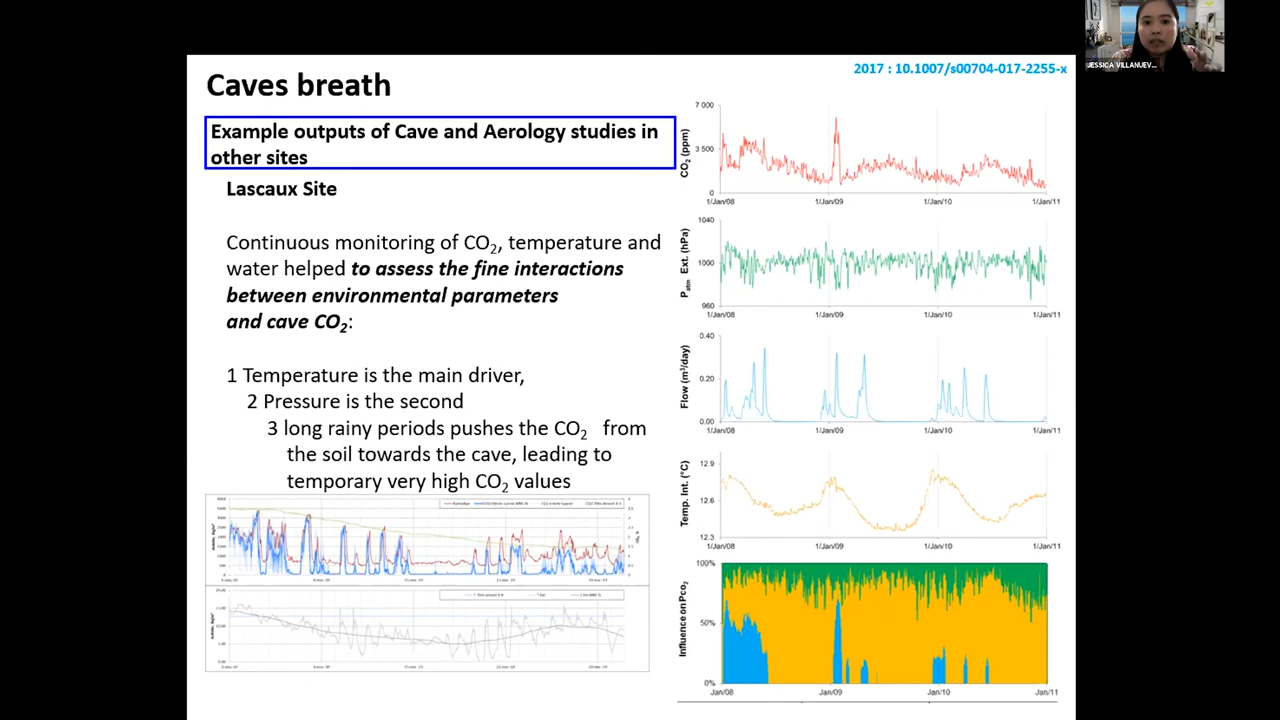 JESSICA VILLANUEV...
Caves breath
2017 : 10.1007/s00704-017-2255-x
Example outputs of Cave and Aerology studies in
other sites
Lascaux Site
Continuous monitoring of CO2, temperature and
water helped to assess the fine interactions
between environmental parameters
and cave CO2:
1 Temperature is the main driver,
2 Pressure is the second
3 long rainy periods pushes the CO2 from
the soil towards the cave, leading to
temporary very high CO2 values
CO2 (ppm)
7 000
3 500
0
1/Jan/08 1/Jan/09 1/Jan/10 1/Jan/11
Patm Ext. (hPa)
1040
1000
960
1/Jan/08 1/Jan/09 1/Jan/10 1/Jan/11
Flow (m3/day)
0.40
0.20
0.00
1/Jan/08 1/Jan/09 1/Jan/10 1/Jan/11
Temp. Int. (°C)
12.9
12.6
12.3
1/Jan/08 1/Jan/09 1/Jan/10 1/Jan/11
Influence on Pco2
100%
50%
0%
Jan/08 Jan/09 Jan/10 Jan/11